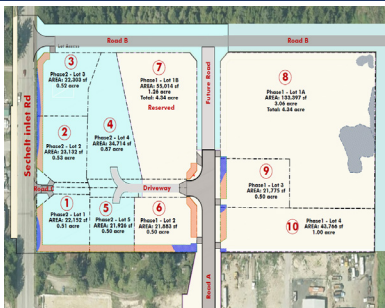 Road B
Road B
3
Phase2 - Lot 3
AREA: 22,303 sf
0.52 Acre
7
Phase1 - Lot 1B
AREA: 55,014 sf
1.26 Acre
Total: 4.34 acre
Reserved
Future Road
8
Phase1 - Lot 1A
AREA: 133,597 sf
3.06 Acre
Total: 4.34 acre
Sechelt Inlet Rd
2
Phase2 - Lot 2
AREA: 23,132 sf
0.53 Acre
4
Phase2 - Lot 4
AREA: 34,714 sf
0.87 Acre
9
Phase1 - Lot 3
AREA: 21,775 sf
0.50 Acre
Road
Driveway
1
Phase2 - Lot 1
AREA: 22,152 sf
0.51 Acre
5
Phase2 - Lot 5
AREA: 21,926 sf
0.50 Acre
6
Phase1 - Lot 2
AREA: 21,883 sf
0.50 Acre
10
Phase1 - Lot 4
AREA: 43,766 sf
1.00 Acre
Road A